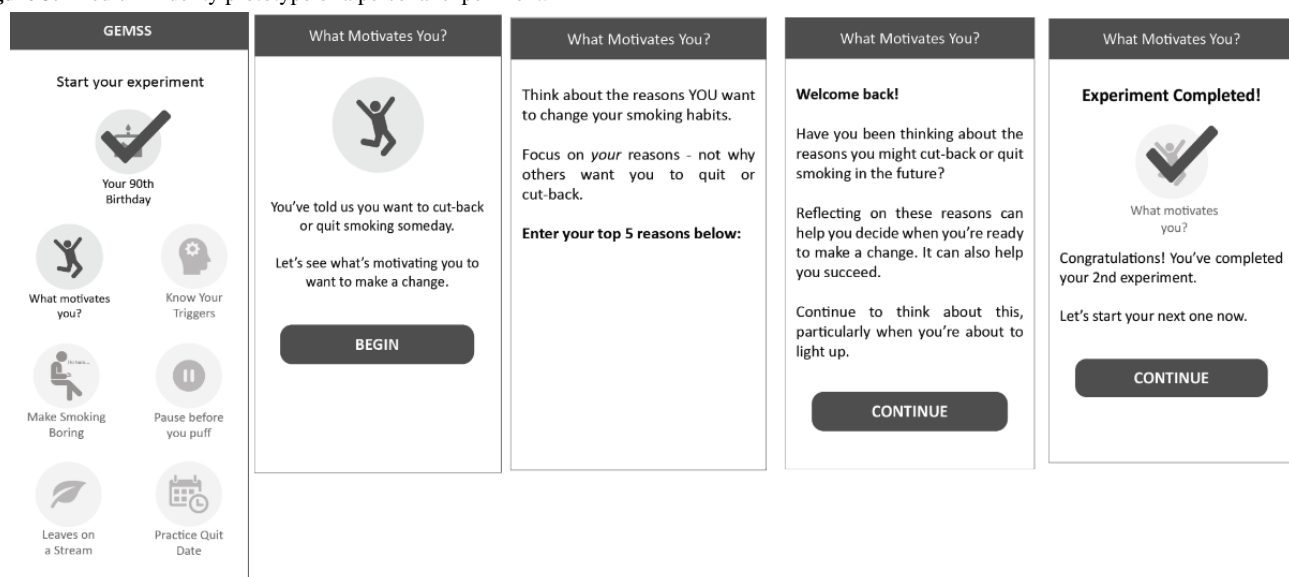 GEMSS
Start your experiment
Your 90th
Birthday
What motivates
you?
Know Your
Triggers
Make Smoking
Boring
Pause before
you puff
Leaves on
a Stream
Practice Quit
Date
What Motivates You?
You've told us you want to cut-back
or quit smoking someday.
Let's see what's motivating you to
want to make a change.
BEGIN
What Motivates You?
Think about the reasons YOU want
to change your smoking habits.
Focus on your reasons - not why
others want you to quit or
cut-back.
Enter your top 5 reasons below:
What Motivates You?
Welcome back!
Have you been thinking about the
reasons you might cut-back or quit
smoking in the future?
Reflecting on these reasons can
help you decide when you're ready
to make a change. It can also help
you succeed.
Continue to think about this,
particularly when you're about to
light up.
CONTINUE
What Motivates You?
Experiment Completed!
What motivates
you?
Congratulations! You've completed
your 2nd experiment.
Let's start your next one now.
CONTINUE